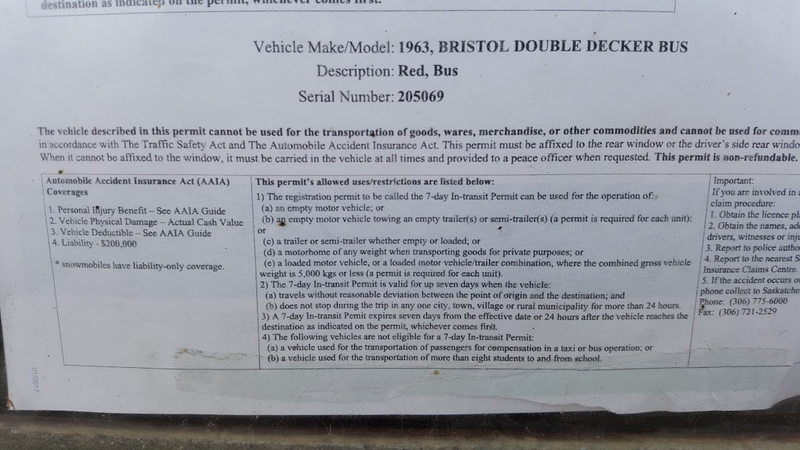 destination as indicated on the permit, whichever comes first.
Vehicle Make/Model: 1963, BRISTOL DOUBLE DECKER BUS
Description: Red, Bus
Serial Number: 205069
The vehicle described in this permit cannot be used for the transportation of goods, wares, merchandise, or other commodities and cannot be used for comm
in accordance with The Traffic Safety Act and The Automobile Accident Insurance Act. This permit must be affixed to the rear window or the driver's side rear windo
When it cannot be affixed to the window, it must be carried in the vehicle at all times and provided to a peace officer when requested. This permit is non-refundable.
Automobile Accident Insurance Act (AAIA)
Coverages
1. Personal Injury Benefit – See AAIA Guide
2. Vehicle Physical Damage – Actual Cash Value
3. Vehicle Deductible – See AAIA Guide
4. Liability - $200,000
* snowmobiles have liability-only coverage.
This permit's allowed uses/restrictions are listed below:
1) The registration permit to be called the 7-day In-transit Permit can be used for the operation of:
(a) an empty motor vehicle; or
(b) an empty motor vehicle towing an empty trailer(s) or semi-trailer(s) (a permit is required for each unit):
or
(c) a trailer or semi-trailer whether empty or loaded; or
(d) a motorhome of any weight when transporting goods for private purposes; or
(e) a loaded motor vehicle, or a loaded motor vehicle/trailer combination, where the combined gross vehicle
weight is 5,000 kgs or less (a permit is required for each unit).
2) The 7-day In-transit Permit is valid for up seven days when the vehicle:
(a) travels without reasonable deviation between the point of origin and the destination; and
(b) does not stop during the trip in any one city, town, village or rural municipality for more than 24 hours.
3) A 7-day In-transit Pemit expires seven days from the effective date or 24 hours after the vehicle reaches the
destination as indicated on the permit, whichever comes first.
4) The following vehicles are not eligible for a 7-day In-transit Permit:
(a) a vehicle used for the transportation of passengers for compensation in a taxi or bus operation; or
(b) a vehicle used for the transportation of more than eight students to and from school.
Important:
If you are involved in a
claim procedure:
1. Obtain the licence pl
2. Obtain the names, add
drivers, witnesses or inju
3. Report to police autho
4. Report to the nearest S
Insurance Claims Centre.
5. If the accident occurs o
phone collect to Saskatche
Phone: (306) 775-6000
Fax: (306) 721-2529